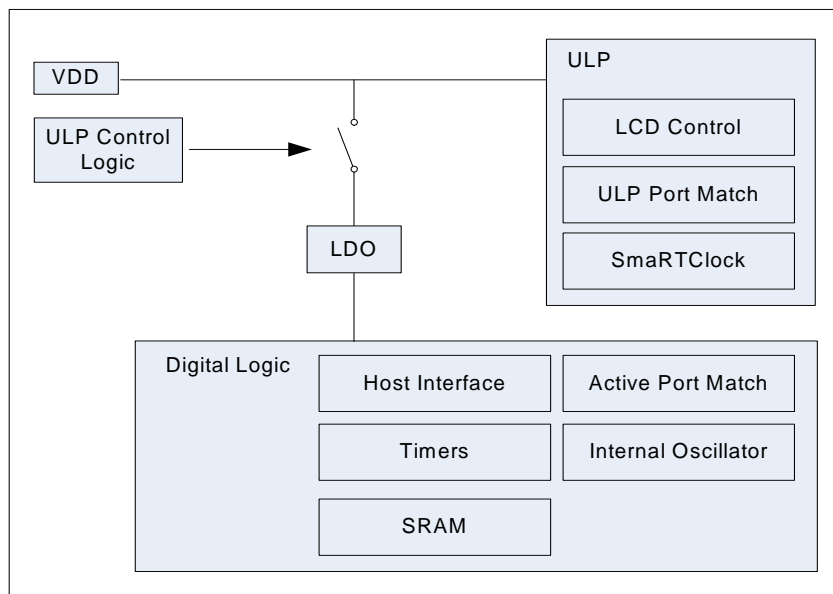 VDD
ULP Control
Logic
LDO
ULP
LCD Control
ULP Port Match
SmaRTClock
Digital Logic
Host Interface
Active Port Match
Timers
Internal Oscillator
SRAM